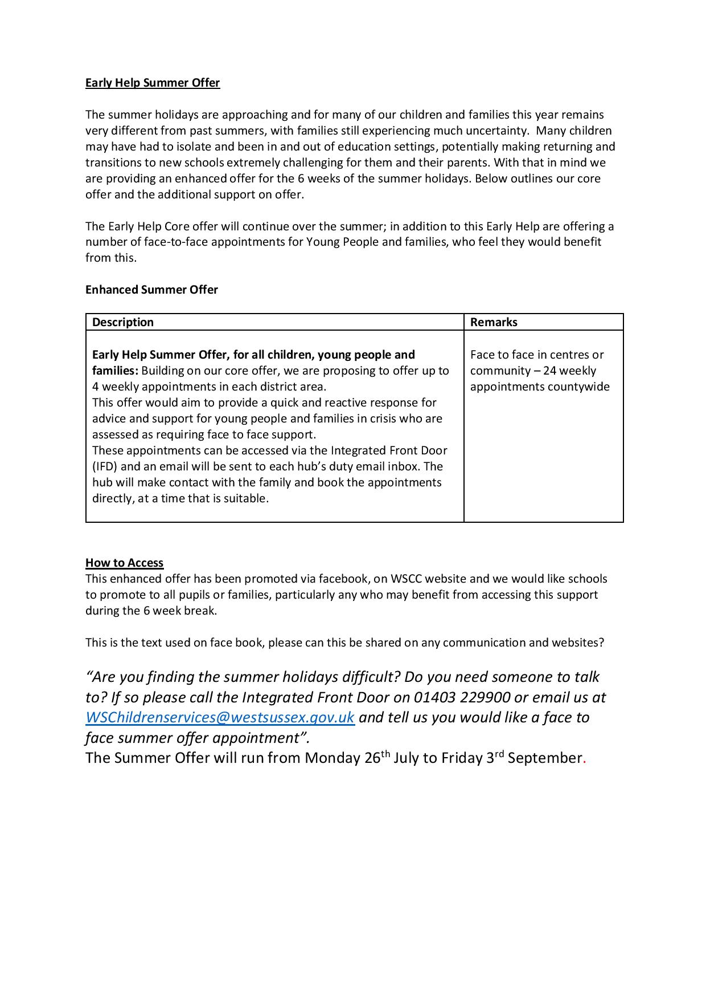 Early Help Summer Offer
The summer holidays are approaching and for many of our children and families this year remains
very different from past summers, with families still experiencing much uncertainty.  Many children
may have had to isolate and been in and out of education settings, potentially making returning and
transitions to new schools extremely challenging for them and their parents. With that in mind we
are providing an enhanced offer for the 6 weeks of the summer holidays. Below outlines our core
offer and the additional support on offer.
The Early Help Core offer will continue over the summer; in addition to this Early Help are offering a
number of face-to-face appointments for Young People and families, who feel they would benefit
from this.
Enhanced Summer Offer
Description
Remarks
Early Help Summer Offer, for all children, young people and
families: Building on our core offer, we are proposing to offer up to
4 weekly appointments in each district area.
This offer would aim to provide a quick and reactive response for
advice and support for young people and families in crisis who are
assessed as requiring face to face support.
These appointments can be accessed via the Integrated Front Door
(IFD) and an email will be sent to each hub’s duty email inbox. The
hub will make contact with the family and book the appointments
directly, at a time that is suitable.
Face to face in centres or
community – 24 weekly
appointments countywide
How to Access
This enhanced offer has been promoted via facebook, on WSCC website and we would like schools
to promote to all pupils or families, particularly any who may benefit from accessing this support
during the 6 week break.
This is the text used on face book, please can this be shared on any communication and websites?
“Are you finding the summer holidays difficult? Do you need someone to talk
to? If so please call the Integrated Front Door on 01403 229900 or email us at
WSChildrenservices@westsussex.gov.uk and tell us you would like a face to
face summer offer appointment”.
The Summer Offer will run from Monday 26th July to Friday 3rd September.